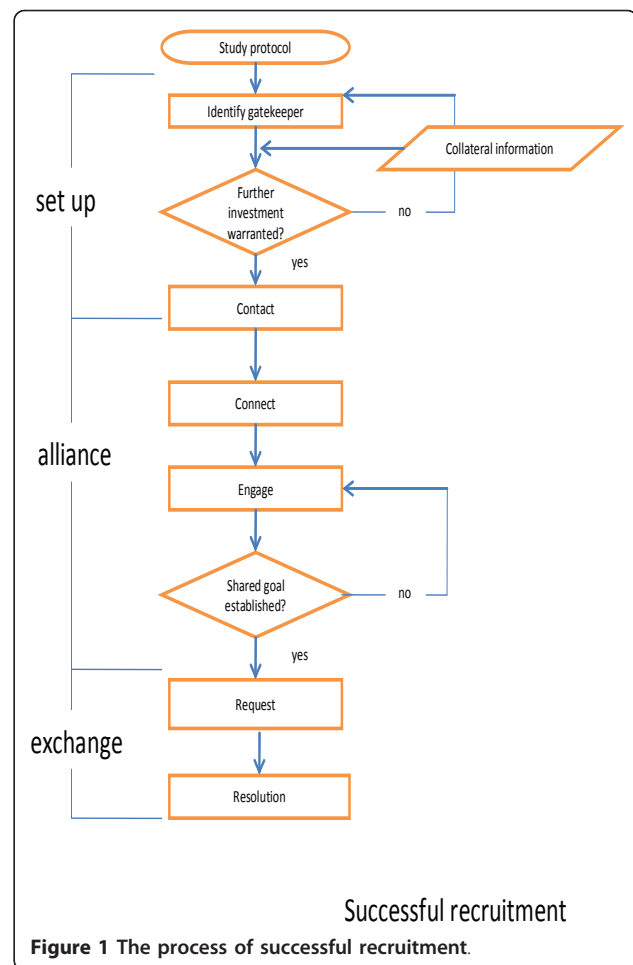 Study protocol
Identify gatekeeper
Collateral information
set up
Further
investment
warranted?
no
yes
Contact
Connect
alliance
Engage
Shared goal
established?
no
yes
Request
exchange
Resolution
Successful recruitment
Figure 1 The process of successful recruitment.